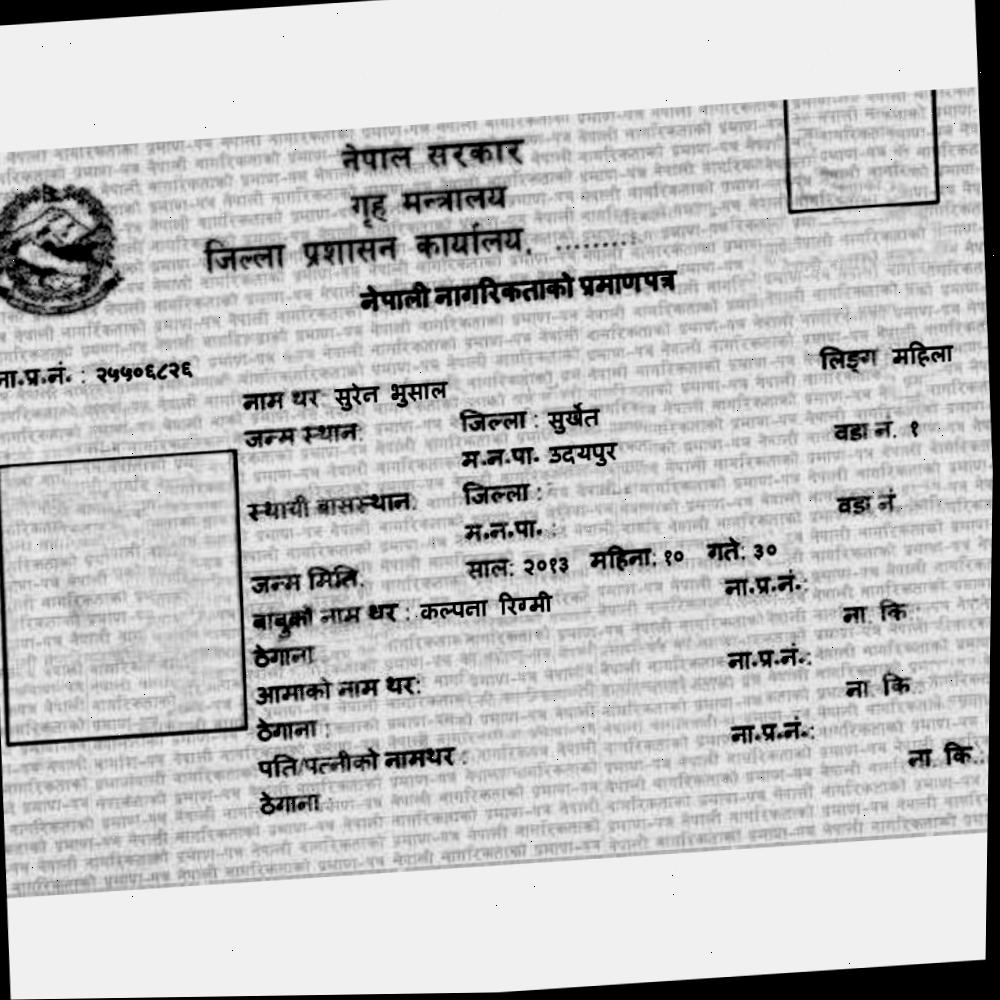 नेपाल सरकार
गृह मन्त्रालय
जिल्ला प्रशासन कार्यालय, ........
नेपाली नागरिकताको प्रमाणपत्र
ना.प्र.नं. : २५५०६८२६
लिङ्ग महिला
नाम थर: सुरेन भुसाल
जन्म स्थान: जिल्ला : सुर्खेत
म.न.पा. उदयपुर वडा नं. १
स्थायी बासस्थान: जिल्ला :
म.न.पा. : वडा नं.
जन्म मिति: साल: २०१३ महिना: १० गते: ३०
बाबुको नाम थर : कल्पना रिग्मी ना.प्र.नं.:
ठेगाना ना. कि.:
आमाको नाम थर: ना.प्र.नं.:
ठेगाना : ना. कि.:
पति/पत्नीको नामथर : ना.प्र.नं.:
ठेगाना : ना. कि.: